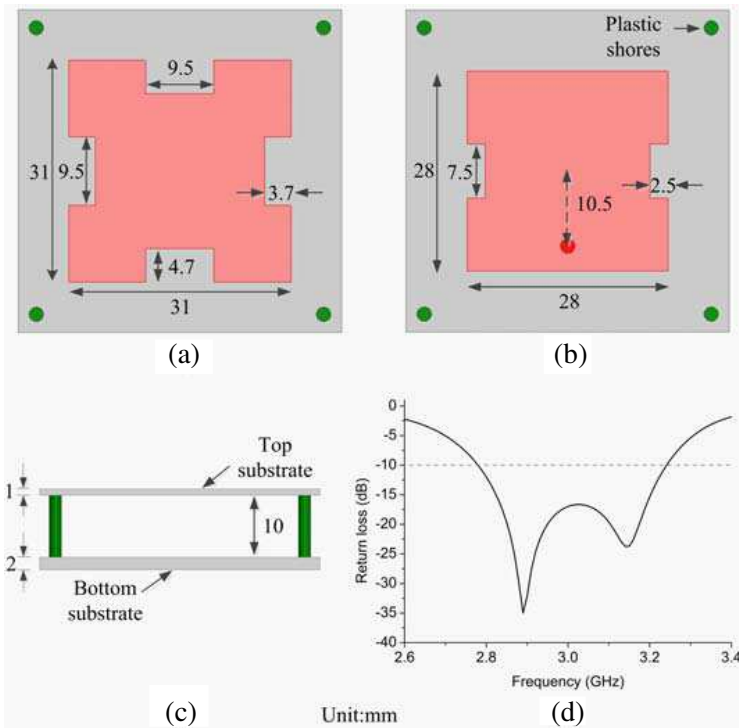 9.5
31
9.5
3.7
4.7
31
(a)
Plastic
shores
28
7.5
2.5
10.5
28
(b)
Top
substrate
1
10
2
Bottom
substrate
(c)
Unit:mm
0
-5
-10
-15
-20
-25
-30
-35
-40
Return loss (dB)
2.6 2.8 3.0 3.2 3.4
Frequency (GHz)
(d)